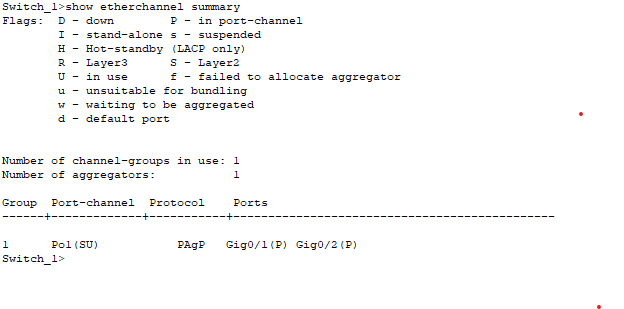 Switch_1>show etherchannel summary
Flags:  D - down        P - in port-channel
        I - stand-alone s - suspended
        H - Hot-standby (LACP only)
        R - Layer3      S - Layer2
        U - in use      f - failed to allocate aggregator
        u - unsuitable for bundling
        w - waiting to be aggregated
        d - default port
Number of channel-groups in use: 1
Number of aggregators:           1
Group  Port-channel  Protocol    Ports
------+-------------+-----------+----------------------------------------------
1      Po1(SU)           PAgP   Gig0/1(P) Gig0/2(P)
Switch_1>